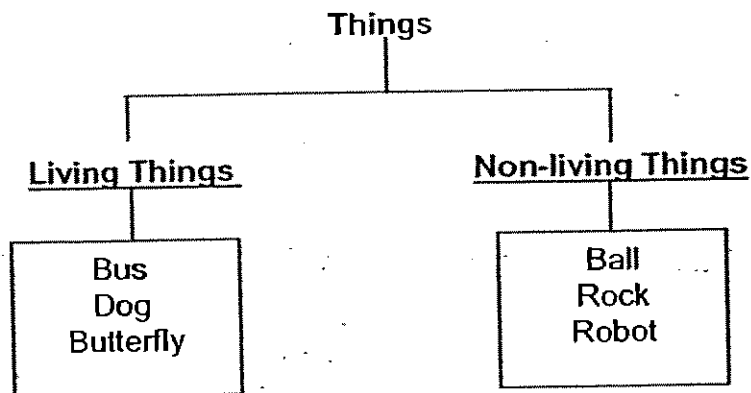 Things
Living Things
Non-living Things
Bus
Dog
Butterfly
Ball
Rock
Robot